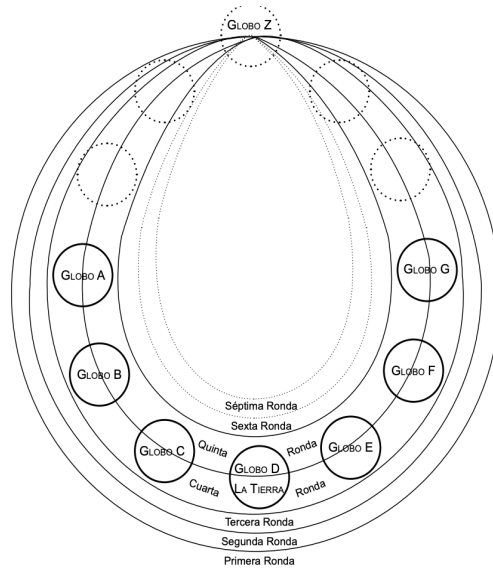 GLOBO Z
GLOBO A
GLOBO G
GLOBO B
GLOBO F
Séptima Ronda
Sexta Ronda
Quinta Ronda
GLOBO C
GLOBO E
GLOBO D
LA TIERRA
Cuarta Ronda
Tercera Ronda
Segunda Ronda
Primera Ronda